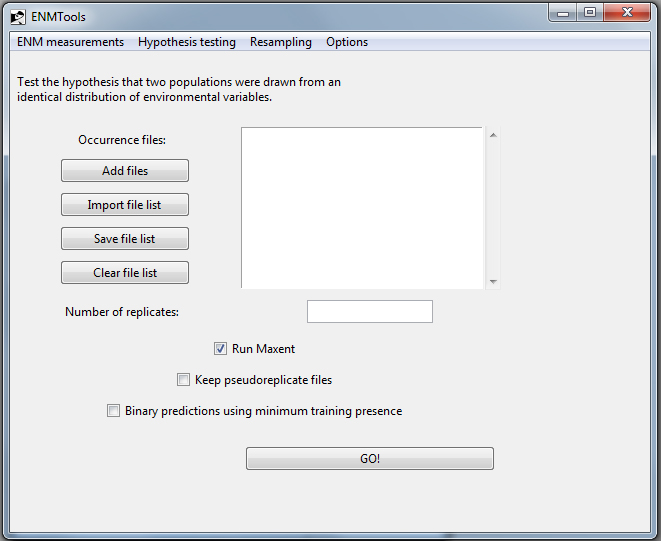 ENMTools
ENM measurements Hypothesis testing Resampling Options
Test the hypothesis that two populations were drawn from an
identical distribution of environmental variables.
Occurrence files:
Add files
Import file list
Save file list
Clear file list
Number of replicates:
Run Maxent
Keep pseudoreplicate files
Binary predictions using minimum training presence
GO!